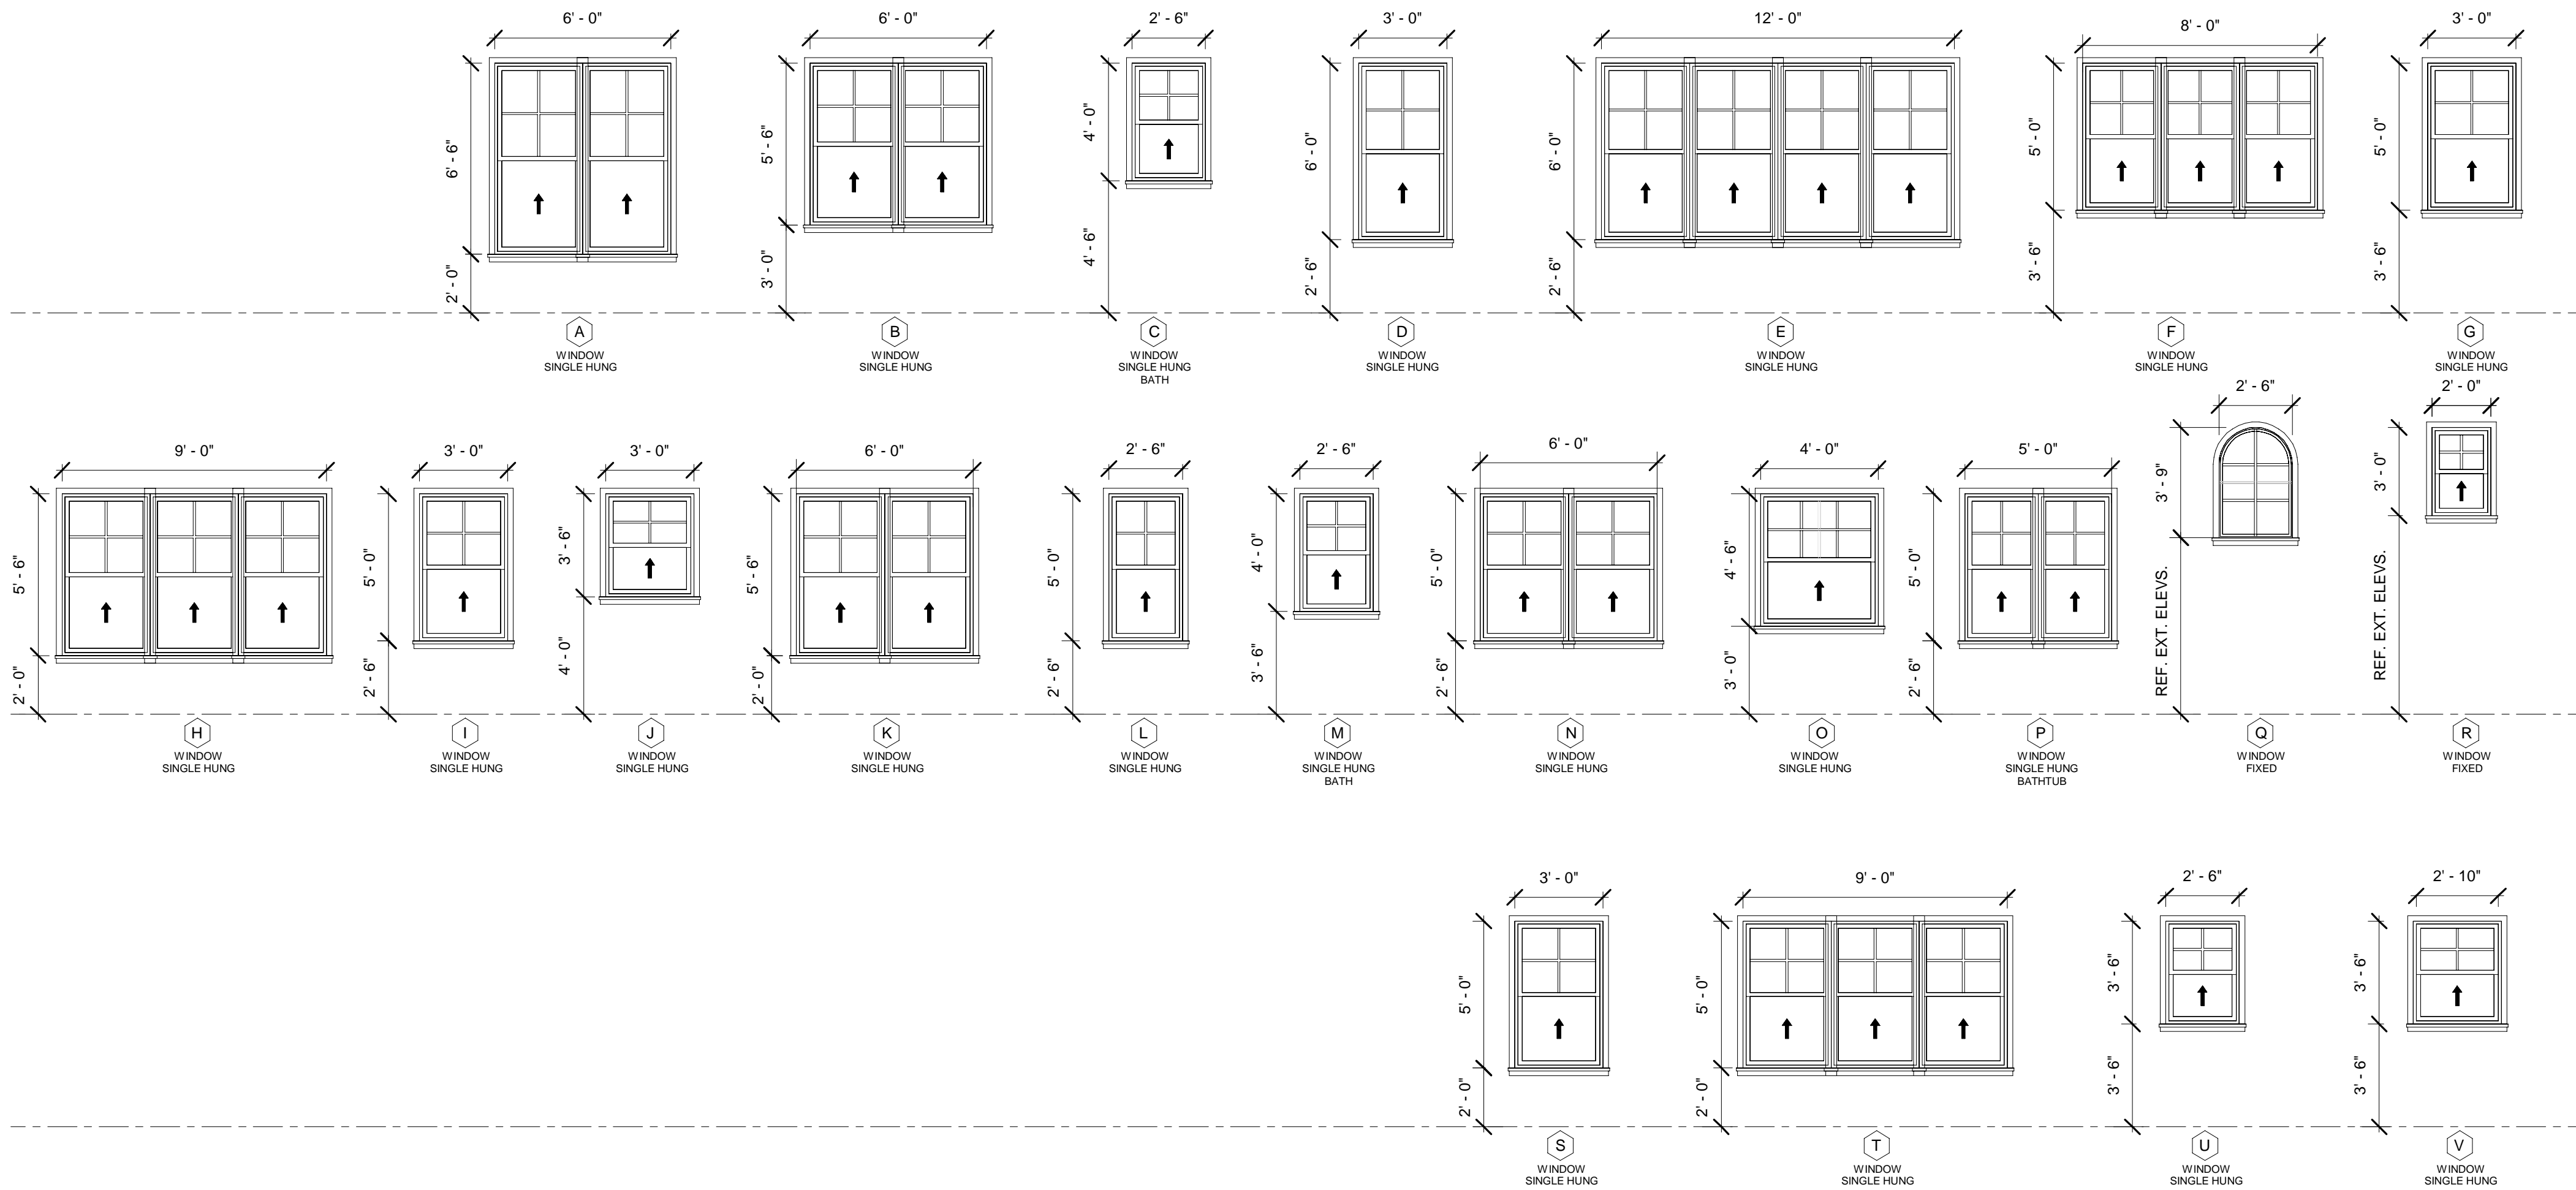 6' - 0"
6' - 0"
2' - 6"
3' - 0"
12' - 0"
8' - 0"
3' - 0"
6' - 6"
5' - 6"
4' - 0"
6' - 0"
6' - 0"
5' - 0"
5' - 0"
2' - 0"
3' - 0"
4' - 6"
2' - 6"
2' - 6"
3' - 6"
3' - 6"
A
WINDOW
SINGLE HUNG
B
WINDOW
SINGLE HUNG
C
WINDOW
SINGLE HUNG
BATH
D
WINDOW
SINGLE HUNG
E
WINDOW
SINGLE HUNG
F
WINDOW
SINGLE HUNG
G
WINDOW
SINGLE HUNG
9' - 0"
3' - 0"
3' - 0"
6' - 0"
2' - 6"
2' - 6"
6' - 0"
4' - 0"
5' - 0"
2' - 6"
2' - 0"
5' - 6"
5' - 0"
3' - 6"
5' - 6"
5' - 0"
4' - 0"
5' - 0"
4' - 6"
5' - 0"
3' - 9"
3' - 0"
2' - 0"
2' - 6"
4' - 0"
2' - 0"
2' - 6"
3' - 6"
2' - 6"
3' - 0"
2' - 6"
REF. EXT. ELEVS.
REF. EXT. ELEVS.
H
WINDOW
SINGLE HUNG
I
WINDOW
SINGLE HUNG
J
WINDOW
SINGLE HUNG
K
WINDOW
SINGLE HUNG
L
WINDOW
SINGLE HUNG
M
WINDOW
SINGLE HUNG
BATH
N
WINDOW
SINGLE HUNG
O
WINDOW
SINGLE HUNG
P
WINDOW
SINGLE HUNG
BATHTUB
Q
WINDOW
FIXED
R
WINDOW
FIXED
3' - 0"
9' - 0"
2' - 6"
2' - 10"
5' - 0"
5' - 0"
3' - 6"
3' - 6"
2' - 0"
2' - 0"
3' - 6"
3' - 6"
S
WINDOW
SINGLE HUNG
T
WINDOW
SINGLE HUNG
U
WINDOW
SINGLE HUNG
V
WINDOW
SINGLE HUNG